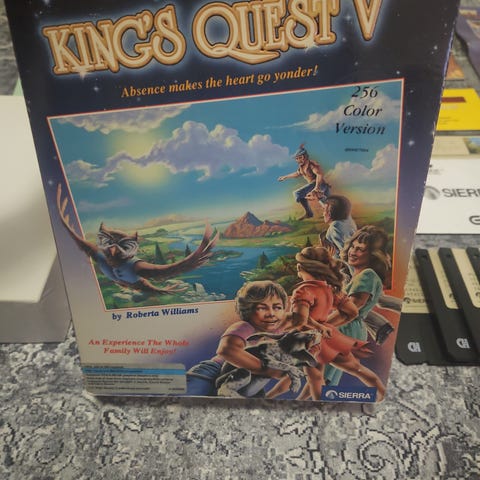 KING'S QUEST V
Absence makes the heart go yonder!
256
Color
Version
by Roberta Williams
An Experience The Whole
Family Will Enjoy!
SIERRA
SIERRA